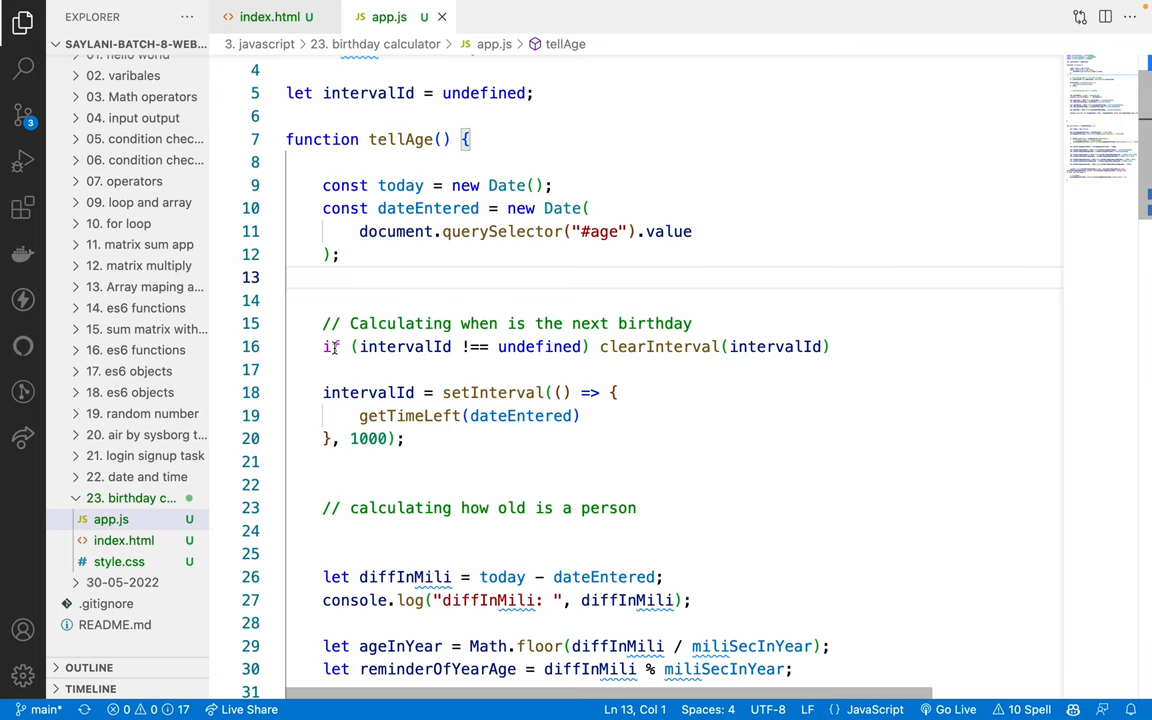 EXPLORER
index.html U
JS app.js U
SAYLANI-BATCH-8-WEB...
3. javascript > 23. birthday calculator > JS app.js > tellAge
01. hello world
02. varibales
03. Math operators
04. input output
05. condition chec...
06. condition chec...
07. operators
09. loop and array
10. for loop
11. matrix sum app
12. matrix multiply
13. Array maping a...
14. es6 functions
15. sum matrix with...
16. es6 functions
17. es6 objects
18. es6 objects
19. random number
20. air by sysborg t...
21. login signup task
22. date and time
23. birthday c...
JS app.js U
index.html U
# style.css U
30-05-2022
.gitignore
README.md
OUTLINE
TIMELINE
3
4
5 let intervalId = undefined;
6
7 function tellAge() {
8
9 const today = new Date();
10 const dateEntered = new Date(
11 document.querySelector("#age").value
12 );
13
14
15 // Calculating when is the next birthday
16 if (intervalId !== undefined) clearInterval(intervalId)
17
18 intervalId = setInterval(() => {
19 getTimeLeft(dateEntered)
20 }, 1000);
21
22
23 // calculating how old is a person
24
25
26 let diffInMili = today - dateEntered;
27 console.log("diffInMili: ", diffInMili);
28
29 let ageInYear = Math.floor(diffInMili / miliSecInYear);
30 let reminderOfYearAge = diffInMili % miliSecInYear;
31
main* 0 0 17 Live Share Ln 13, Col 1 Spaces: 4 UTF-8 LF {} JavaScript Go Live 10 Spell